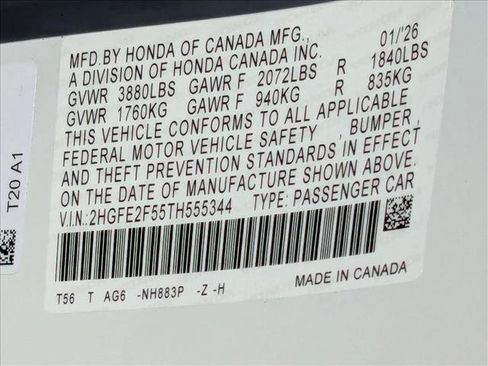 MFD.BY HONDA OF CANADA MFG., 01/'26
A DIVISION OF HONDA CANADA INC.
GVWR 3880LBS GAWR F 2072LBS R 1840LBS
GVWR 1760KG GAWR F 940KG R 835KG
THIS VEHICLE CONFORMS TO ALL APPLICABLE
FEDERAL MOTOR VEHICLE SAFETY , BUMPER,
AND THEFT PREVENTION STANDARDS IN EFFECT
ON THE DATE OF MANUFACTURE SHOWN ABOVE.
V.I.N.:2HGFE2F55TH555344 TYPE: PASSENGER CAR
T56 T AG6 -NH883P -Z -H MADE IN CANADA
T20 A1